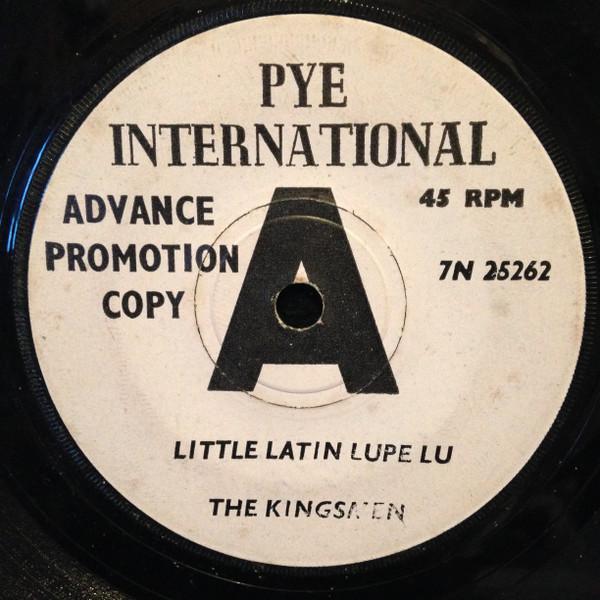 PYE
INTERNATIONAL
ADVANCE
PROMOTION
COPY
A
45 RPM
7N 25262
LITTLE LATIN LUPE LU
THE KINGSMEN